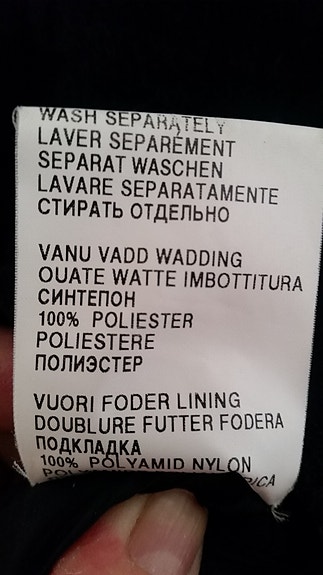 WASH SEPARATELY
LAVER SEPARÉMENT
SEPARAT WASCHEN
LAVARE SEPARATAMENTE
СТИРАТЬ ОТДЕЛЬНО
VANU VADD WADDING
OUATE WATTE IMBOTTITURA
СИНТЕПОН
100% POLIESTER
POLIESTERE
ПОЛИЭСТЕР
VUORI FODER LINING
DOUBLURE FUTTER FODERA
ПОДКЛАДКА
100% POLYAMID NYLON